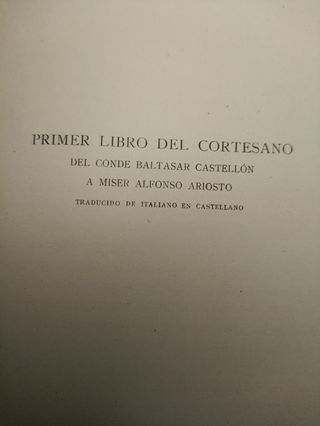 PRIMER LIBRO DEL CORTESANO
DEL CONDE BALTASAR CASTELLÓN
A MISER ALFONSO ARIOSTO
TRADUCIDO DE ITALIANO EN CASTELLANO